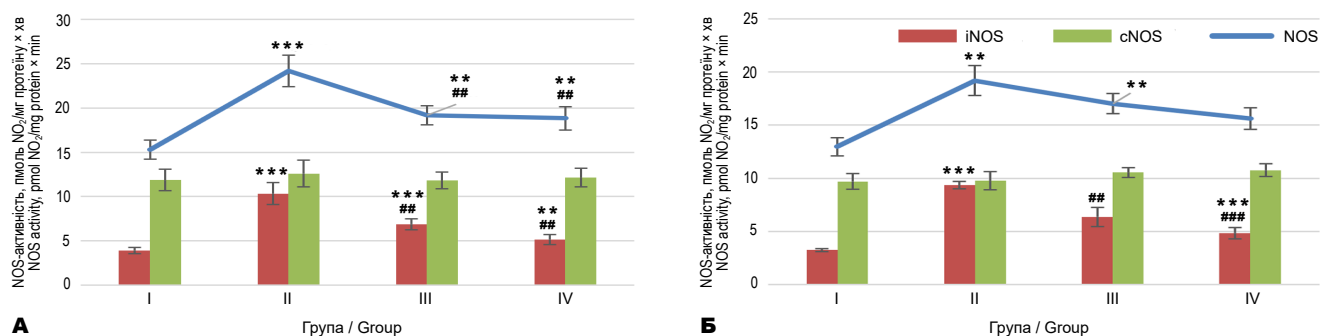 NOS-активність, пмоль NO₂/мг протеїну × хв
NOS activity, pmol NO₂/mg protein × min
30
25
20
15
10
5
0
***
**
##
**
##
***
***
##
**
##
I
II
III
IV
А
Група / Group
NOS-активність, пмоль NO₂/мг протеїну × хв
NOS activity, pmol NO₂/mg protein × min
25
20
15
10
5
0
iNOS
cNOS
NOS
**
**
***
##
***
###
I
II
III
IV
Б
Група / Group